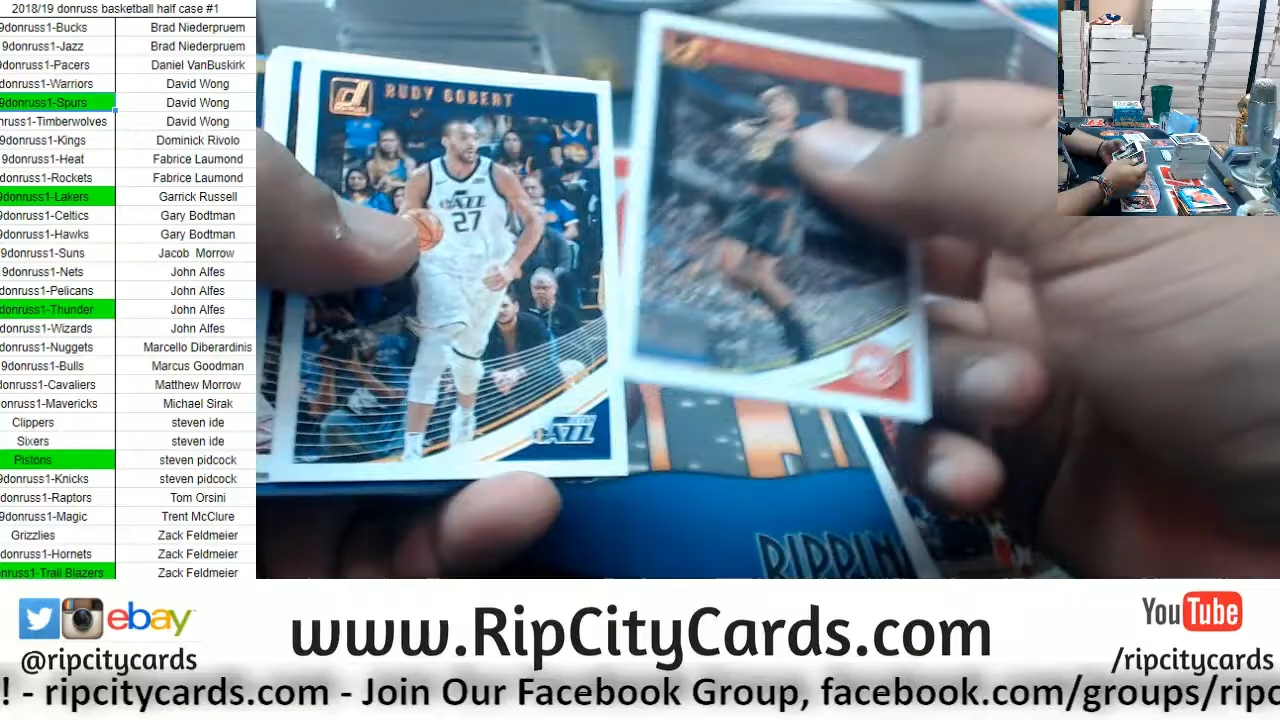 2018/19 donruss basketball half case #1
9donruss1-Bucks Brad Niederpruem
9donruss1-Jazz Brad Niederpruem
9donruss1-Pacers Daniel VanBuskirk
nruss1-Warriors David Wong
9donruss1-Spurs David Wong
nruss1-Timberwolves David Wong
9donruss1-Kings Dominick Rivolo
9donruss1-Heat Fabrice Laumond
donruss1-Rockets Fabrice Laumond
9donruss1-Lakers Garrick Russell
donruss1-Celtics Gary Bodtman
donruss1-Hawks Gary Bodtman
9donruss1-Suns Jacob Morrow
9donruss1-Nets John Alfes
donruss1-Pelicans John Alfes
donruss1-Thunder John Alfes
donruss1-Wizards John Alfes
donruss1-Nuggets Marcello Diberardinis
9donruss1-Bulls Marcus Goodman
donruss1-Cavaliers Matthew Morrow
onruss1-Mavericks Michael Sirak
Clippers steven ide
Sixers steven ide
Pistons steven pidcock
9donruss1-Knicks steven pidcock
donruss1-Raptors Tom Orsini
9donruss1-Magic Trent McClure
Grizzlies Zack Feldmeier
donruss1-Hornets Zack Feldmeier
nruss1-Trail Blazers Zack Feldmeier
RUDY GOBERT
JAZZ
27
JAZZ
RIPPIN
ebay
@ripcitycards
www.RipCityCards.com
YouTube
/ripcitycards
! - ripcitycards.com - Join Our Facebook Group, facebook.com/groups/ripc